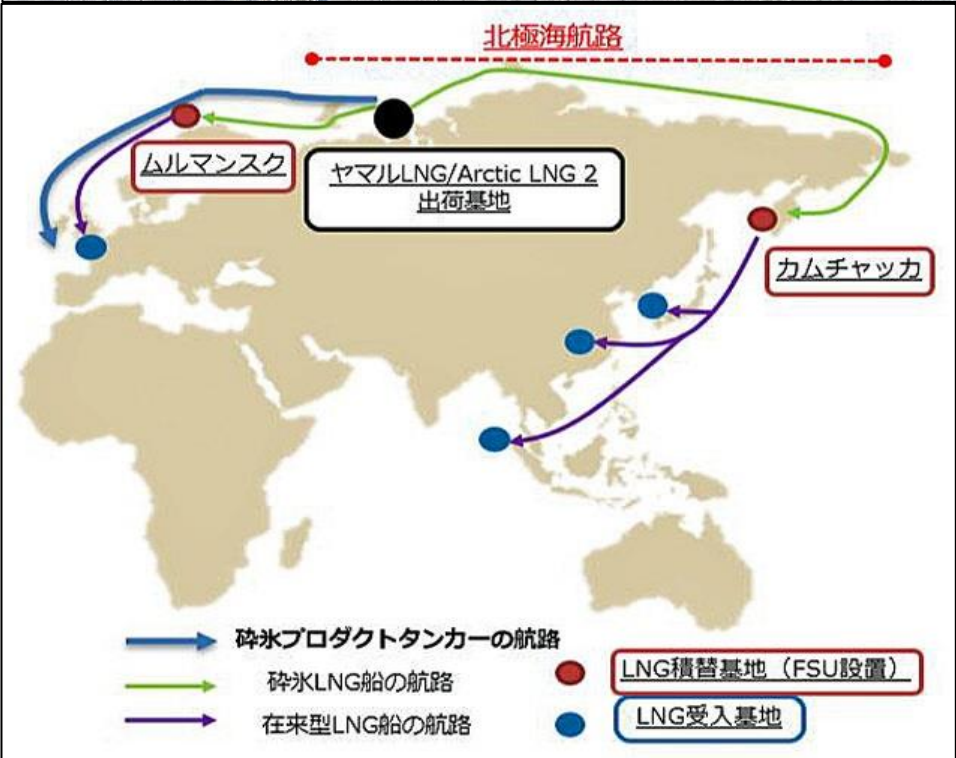 北極海航路
ムルマンスク
ヤマルLNG/Arctic LNG 2
出荷基地
カムチャッカ
砕氷プロダクトタンカーの航路
砕氷LNG船の航路
在来型LNG船の航路
LNG積替基地（FSU設置）
LNG受入基地